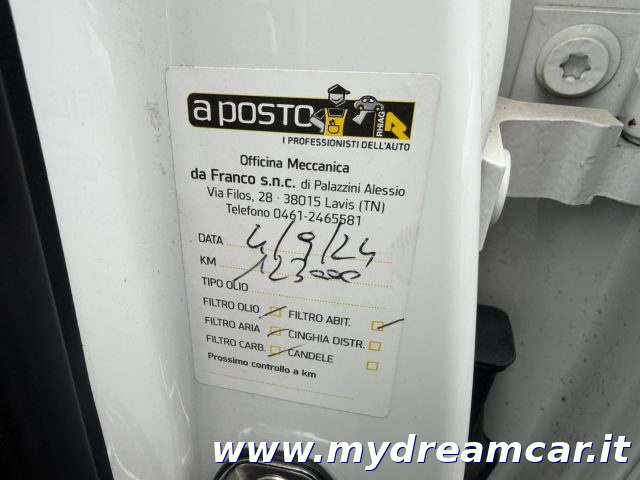 a POSTO
RHIAG
I PROFESSIONISTI DELL'AUTO
Officina Meccanica
da Franco s.n.c. di Palazzini Alessio
Via Filos, 28 - 38015 Lavis (TN)
Telefono 0461-2465581
DATA 4/9/24
KM 123000
TIPO OLIO
FILTRO OLIO FILTRO ABIT.
FILTRO ARIA CINGHIA DISTR.
FILTRO CARB. CANDELE
Prossimo controllo a km
www.mydreamcar.it